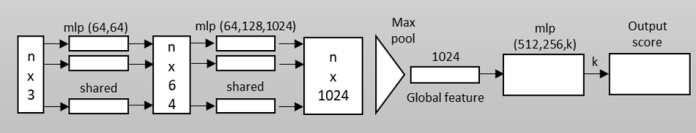 mlp (64,64)
mlp (64,128,1024)
Max
pool
mlp
(512,256,k)
Output
score
n
x
3
shared
n
x
6
4
shared
n
x
1024
1024
Global feature
k